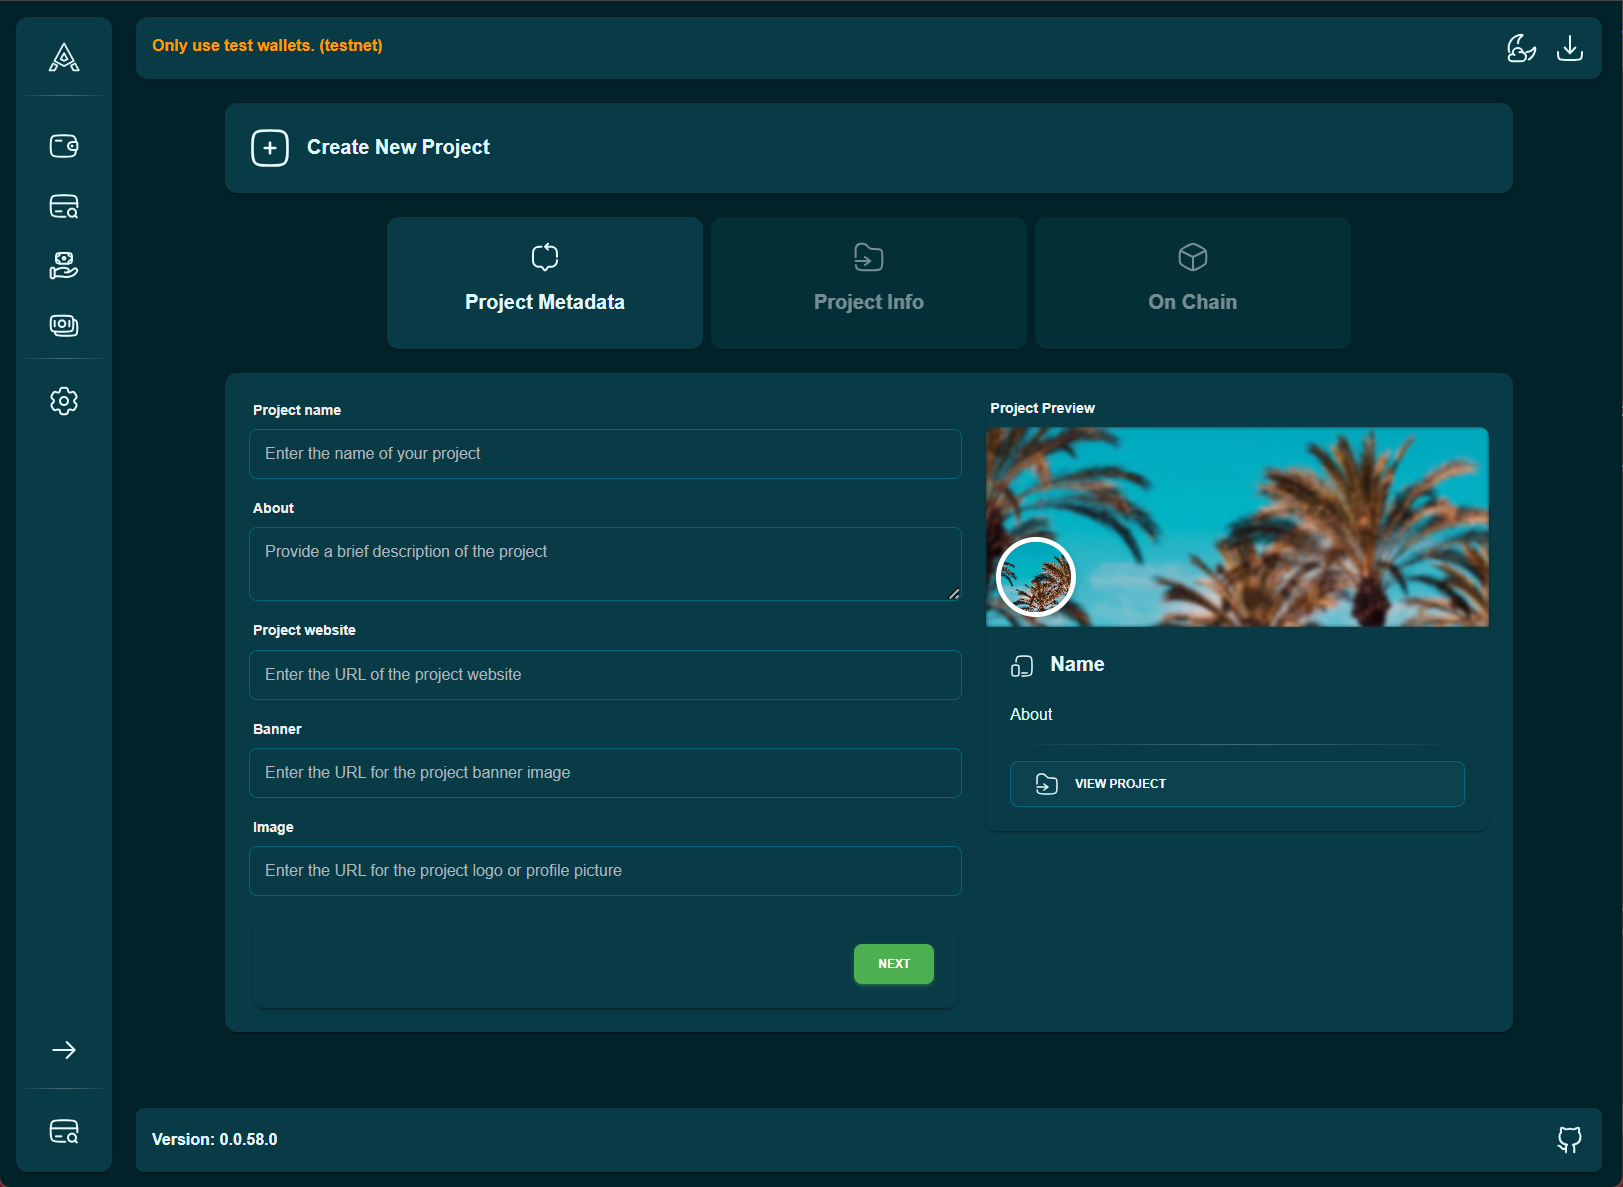 Only use test wallets. (testnet)
Create New Project
Project Metadata
Project Info
On Chain
Project name
Enter the name of your project
About
Provide a brief description of the project
Project website
Enter the URL of the project website
Banner
Enter the URL for the project banner image
Image
Enter the URL for the project logo or profile picture
NEXT
Project Preview
Name
About
VIEW PROJECT
Version: 0.0.58.0